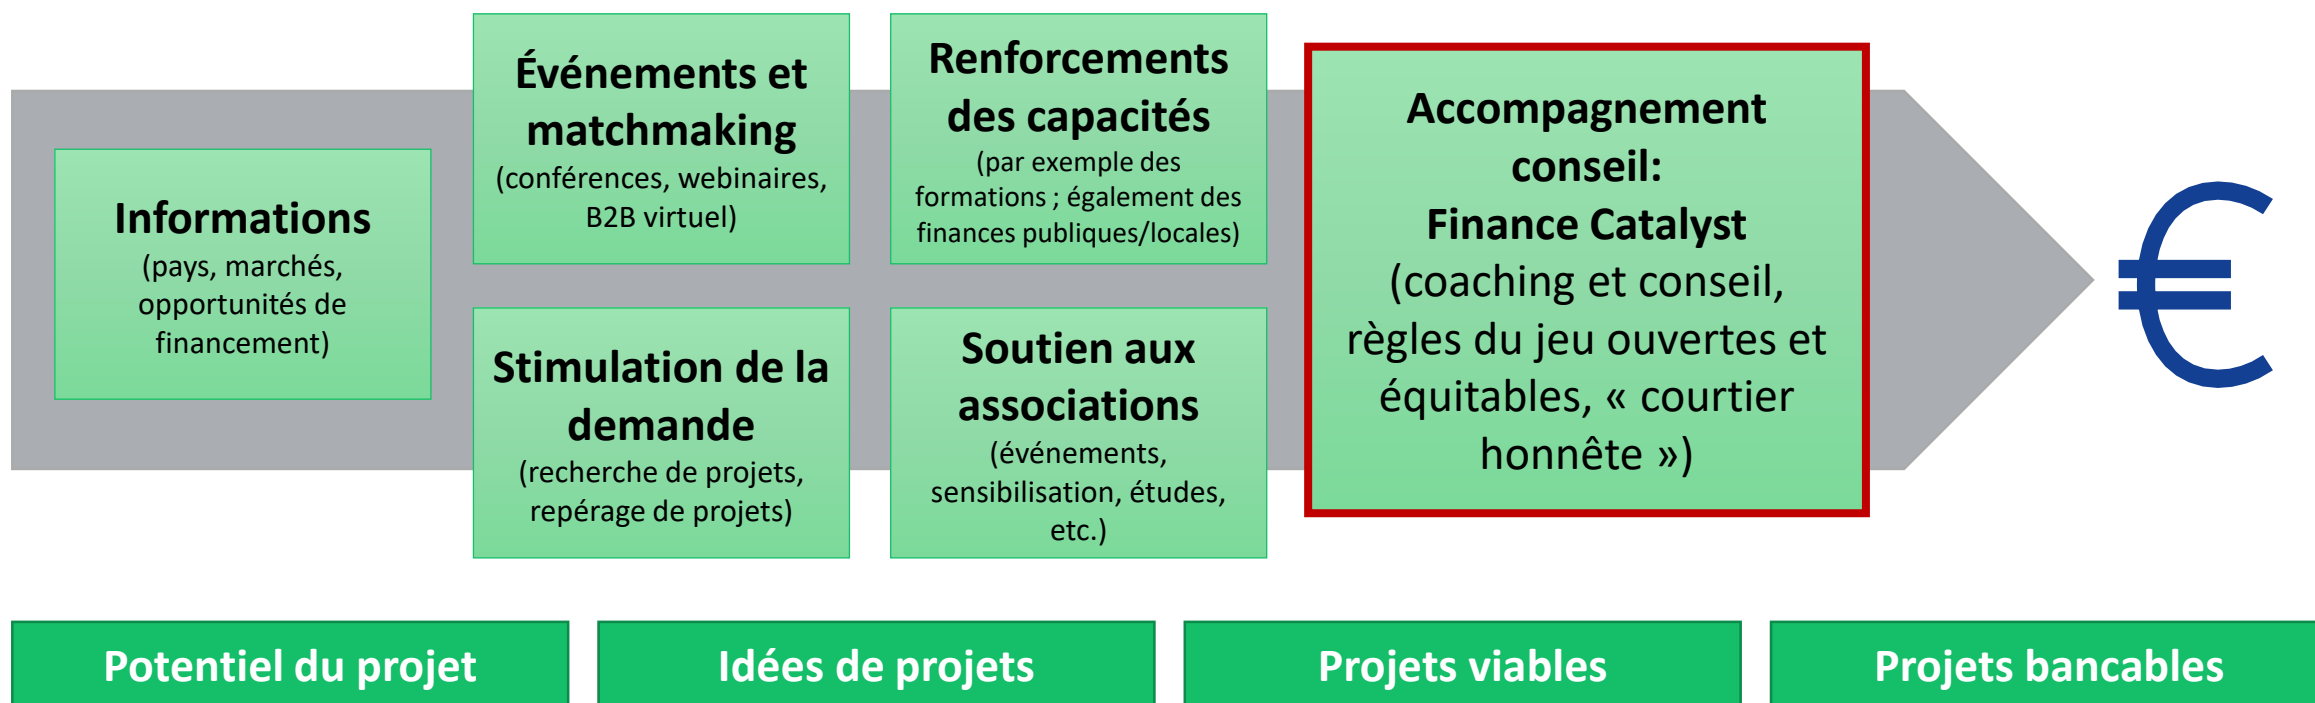 Informations
(pays, marchés,
opportunités de
financement)
Événements et
matchmaking
(conférences, webinaires,
B2B virtuel)
Stimulation de la
demande
(recherche de projets,
repérage de projets)
Renforcements
des capacités
(par exemple des
formations ; également des
finances publiques/locales)
Soutien aux
associations
(événements,
sensibilisation, études,
etc.)
Accompagnement
conseil:
Finance Catalyst
(coaching et conseil,
règles du jeu ouvertes et
équitables, « courtier
honnête »)
€
Potentiel du projet
Idées de projets
Projets viables
Projets bancables